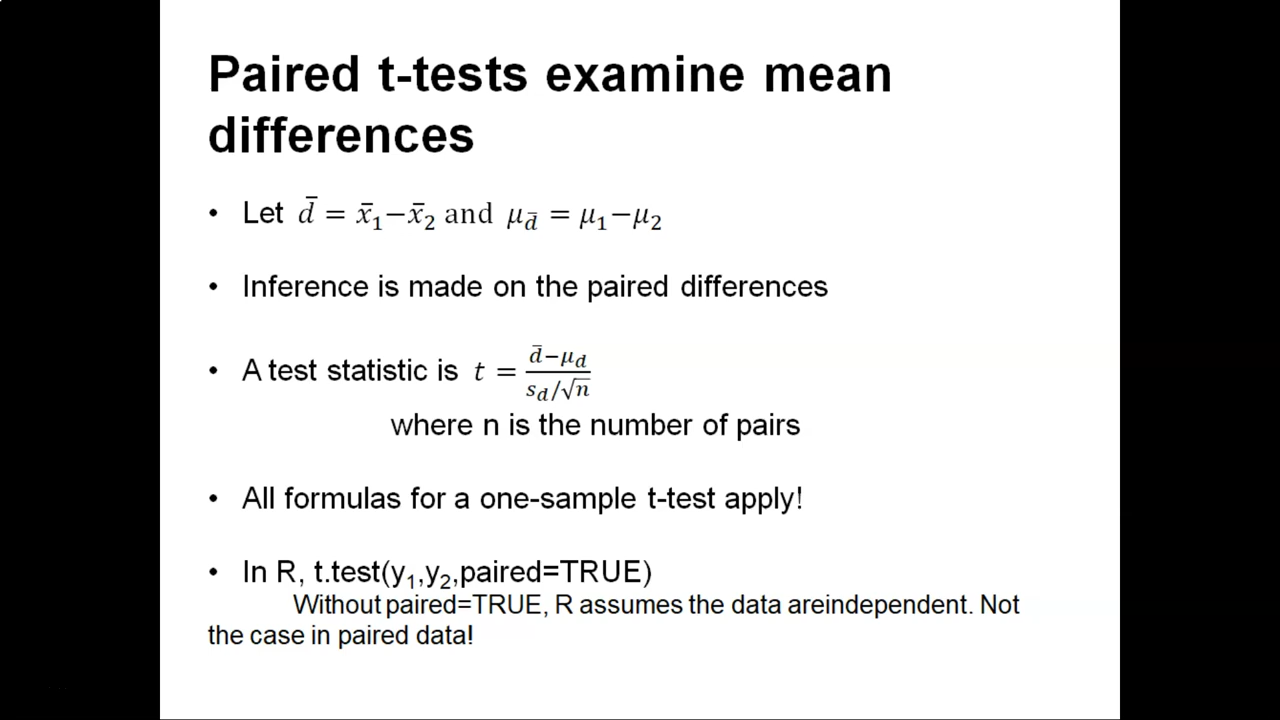 Paired t-tests examine mean
differences
• Let d̄ = x̄₁−x̄₂ and μ_d̄ = μ₁−μ₂
• Inference is made on the paired differences
• A test statistic is t = (d̄−μ_d)/(s_d/√n)
where n is the number of pairs
• All formulas for a one-sample t-test apply!
• In R, t.test(y₁,y₂,paired=TRUE)
Without paired=TRUE, R assumes the data areindependent. Not
the case in paired data!